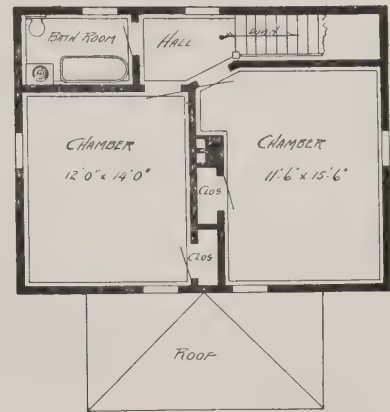 BATH ROOM
HALL
DOWN
CHAMBER
12'0" x 14'0"
CHAMBER
11'6" x 15'6"
CLOS
CLOS
ROOF